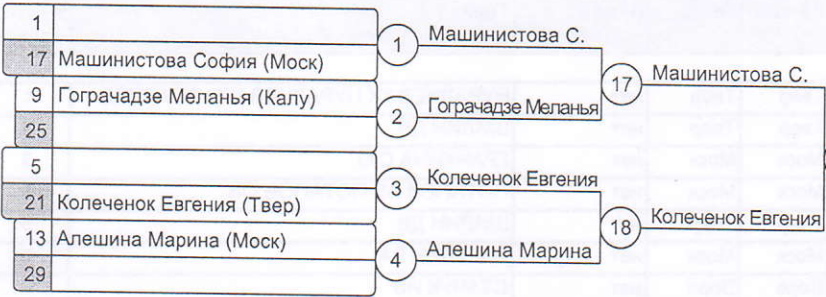 1
17 Машинистова София (Моск)
9 Гограчадзе Меланья (Калу)
25
5
21 Колеченок Евгения (Твер)
13 Алешина Марина (Моск)
29
1 Машинистова С.
2 Гограчадзе Меланья
3 Колеченок Евгения
4 Алешина Марина
17 Машинистова С.
18 Колеченок Евгения